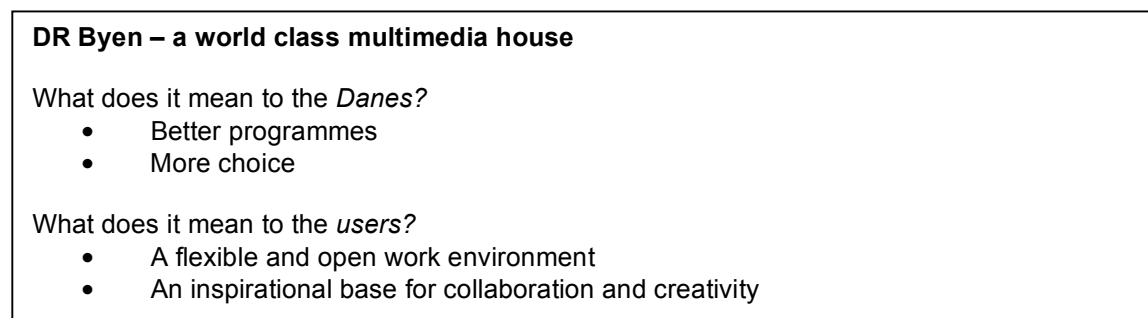 DR Byen – a world class multimedia house
What does it mean to the Danes?
• Better programmes
• More choice
What does it mean to the users?
• A flexible and open work environment
• An inspirational base for collaboration and creativity